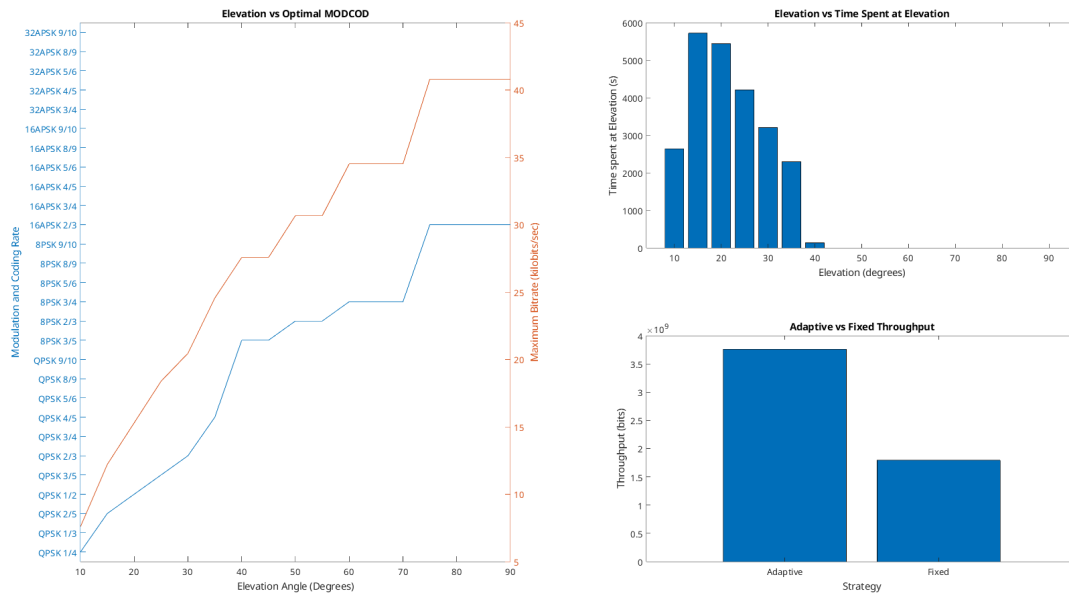 Elevation vs Optimal MODCOD
32APSK 9/10
32APSK 8/9
32APSK 5/6
32APSK 4/5
32APSK 3/4
16APSK 9/10
16APSK 8/9
16APSK 5/6
16APSK 4/5
16APSK 3/4
16APSK 2/3
8PSK 9/10
8PSK 8/9
8PSK 5/6
8PSK 3/4
8PSK 2/3
8PSK 3/5
QPSK 9/10
QPSK 8/9
QPSK 5/6
QPSK 4/5
QPSK 3/4
QPSK 2/3
QPSK 3/5
QPSK 1/2
QPSK 2/5
QPSK 1/3
QPSK 1/4
Modulation and Coding Rate
45
40
35
30
25
20
15
10
5
Maximum Bitrate (kilobits/sec)
10 20 30 40 50 60 70 80 90
Elevation Angle (Degrees)
Elevation vs Time Spent at Elevation
6000
5000
4000
3000
2000
1000
0
Time spent at Elevation (s)
10 20 30 40 50 60 70 80 90
Elevation (degrees)
Adaptive vs Fixed Throughput
×10^9
4
3.5
3
2.5
2
1.5
1
0.5
0
Throughput (bits)
Adaptive Fixed
Strategy